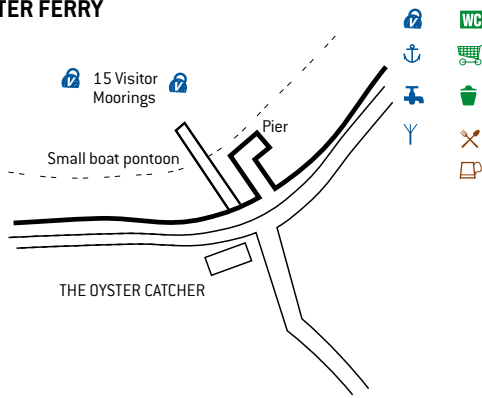 TER FERRY
WC
V
V
15 Visitor
V
Moorings
Pier
Small boat pontoon
THE OYSTER CATCHER